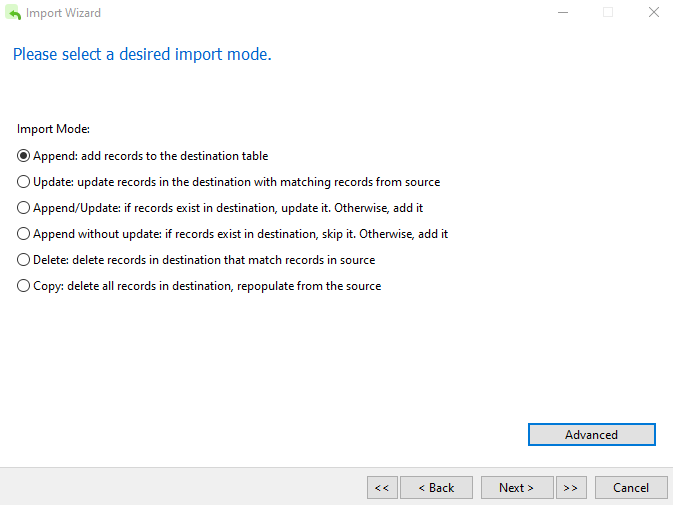 Import Wizard
Please select a desired import mode.
Import Mode:
Append: add records to the destination table
Update: update records in the destination with matching records from source
Append/Update: if records exist in destination, update it. Otherwise, add it
Append without update: if records exist in destination, skip it. Otherwise, add it
Delete: delete records in destination that match records in source
Copy: delete all records in destination, repopulate from the source
Advanced
<< < Back Next > >> Cancel